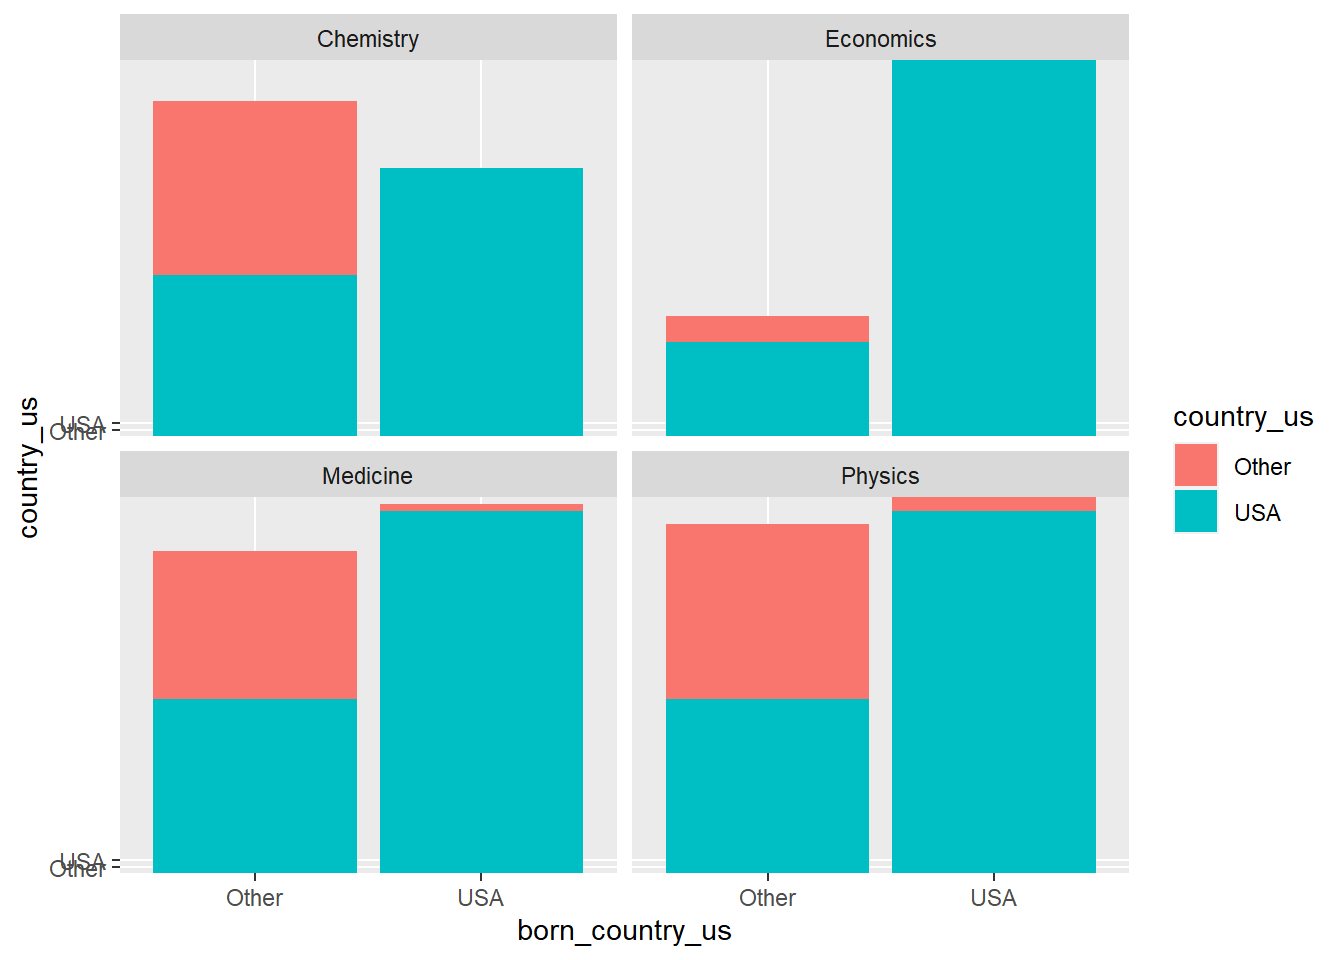 Chemistry
Economics
USA
Other
Medicine
Physics
USA
Other
Other
USA
Other
USA
born_country_us
country_us
country_us
Other
USA